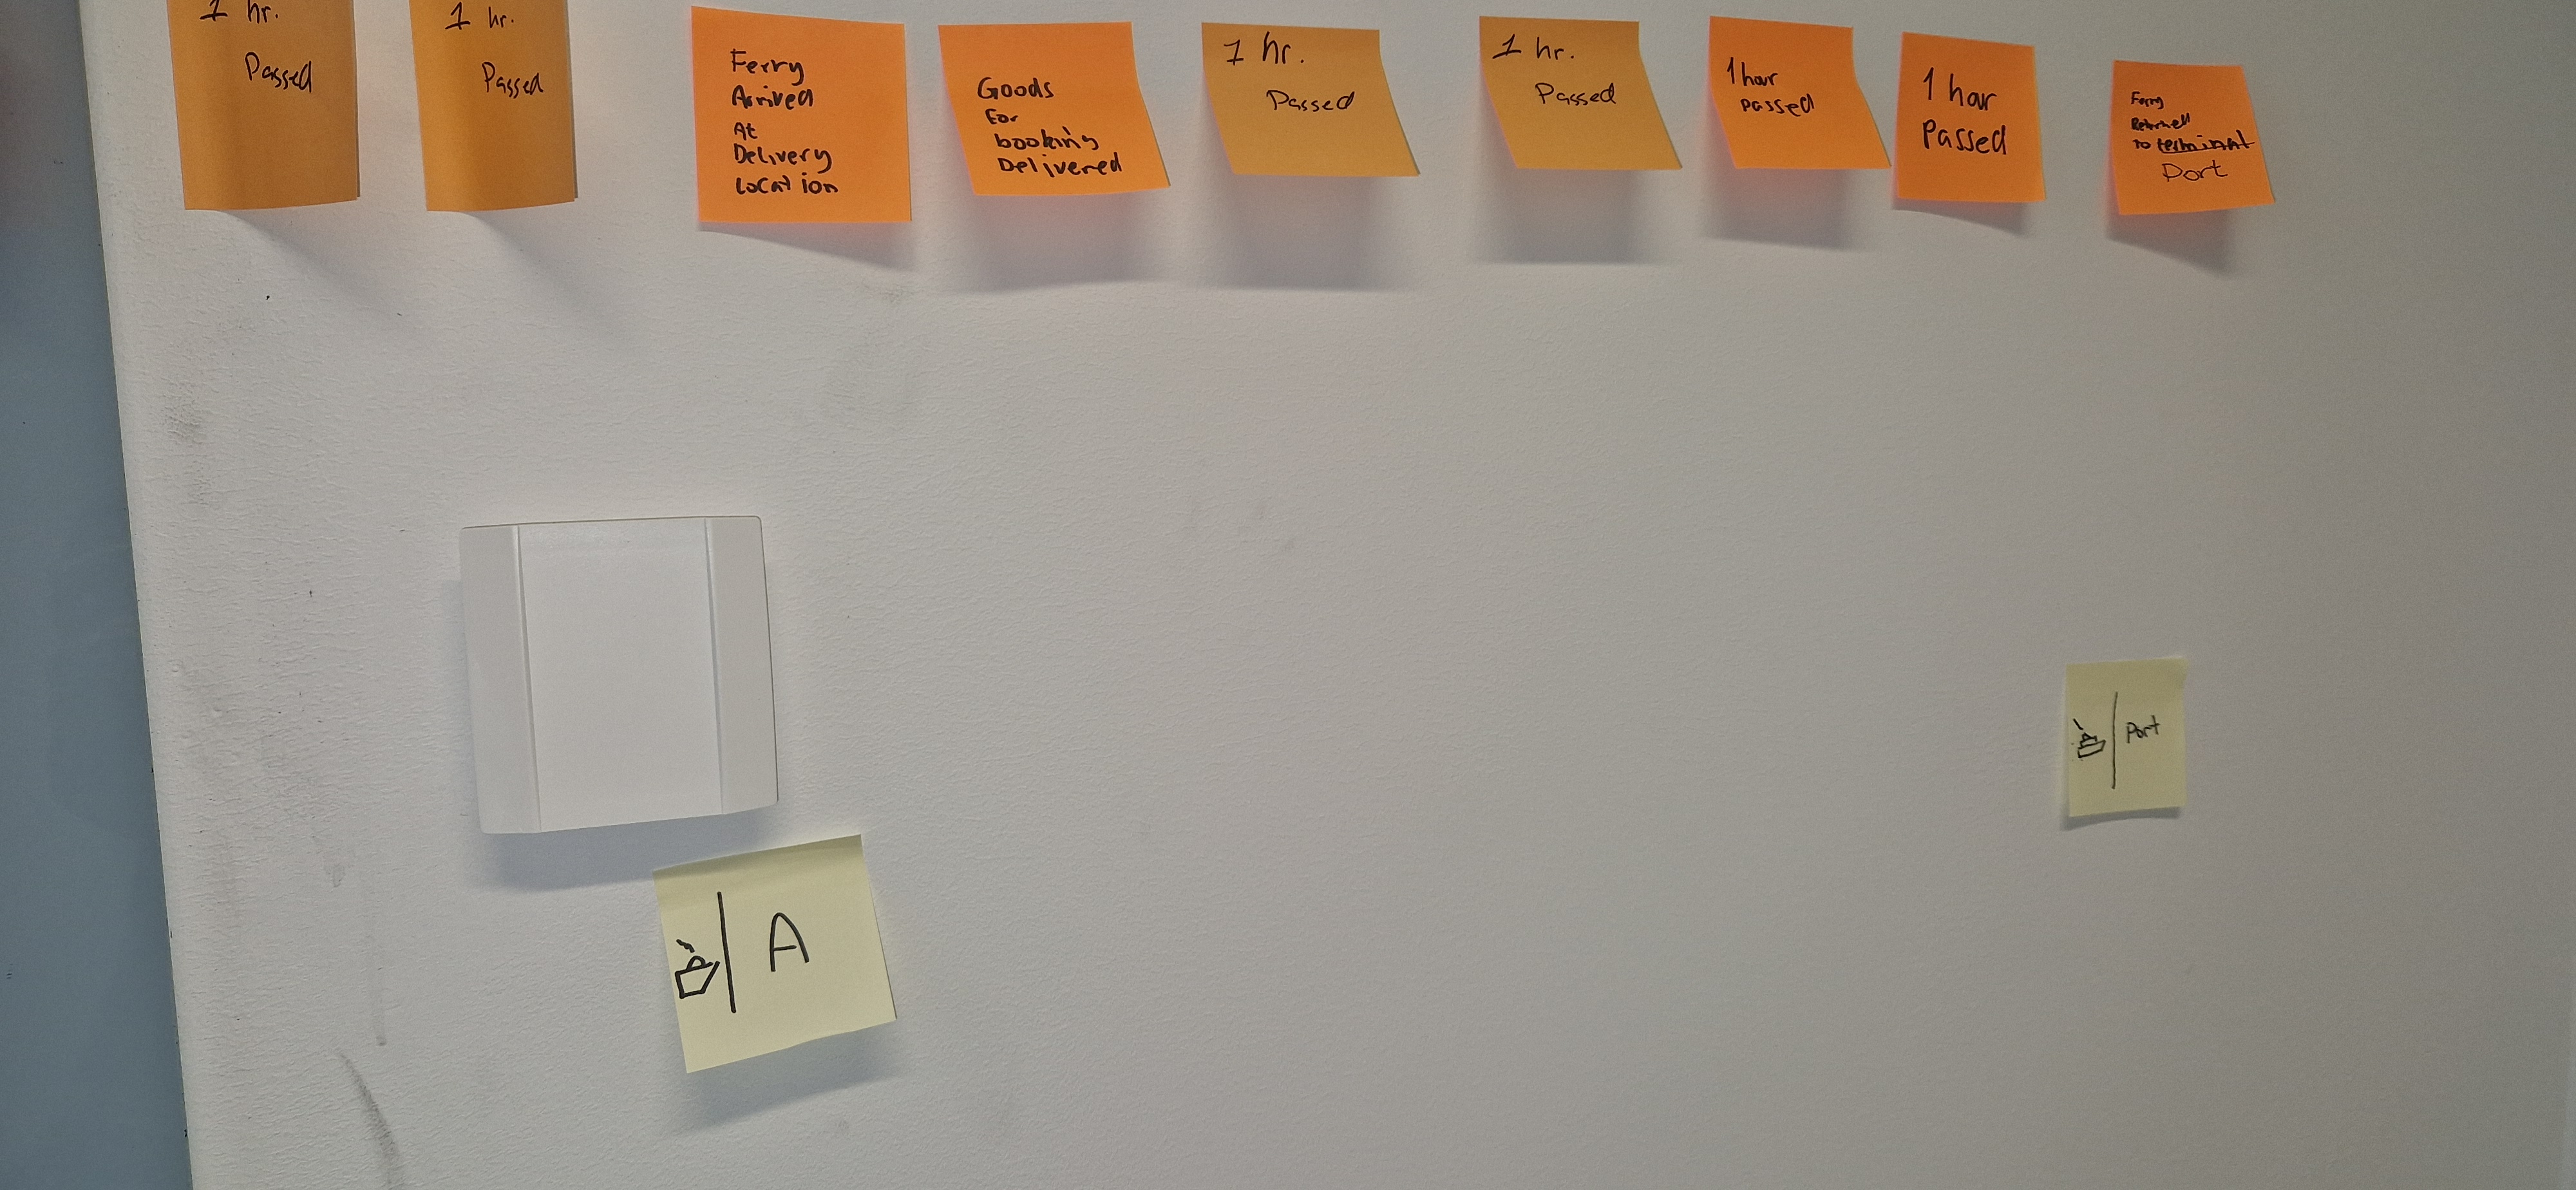 1 hr.
Passed
1 hr.
Passed
Ferry
Arrived
At
Delivery
Location
Goods
For
booking
Delivered
1 hr.
Passed
1 hr.
Passed
1 hour
passed
1 hour
Passed
Ferry
Returned
to terminal
Port
Port
A